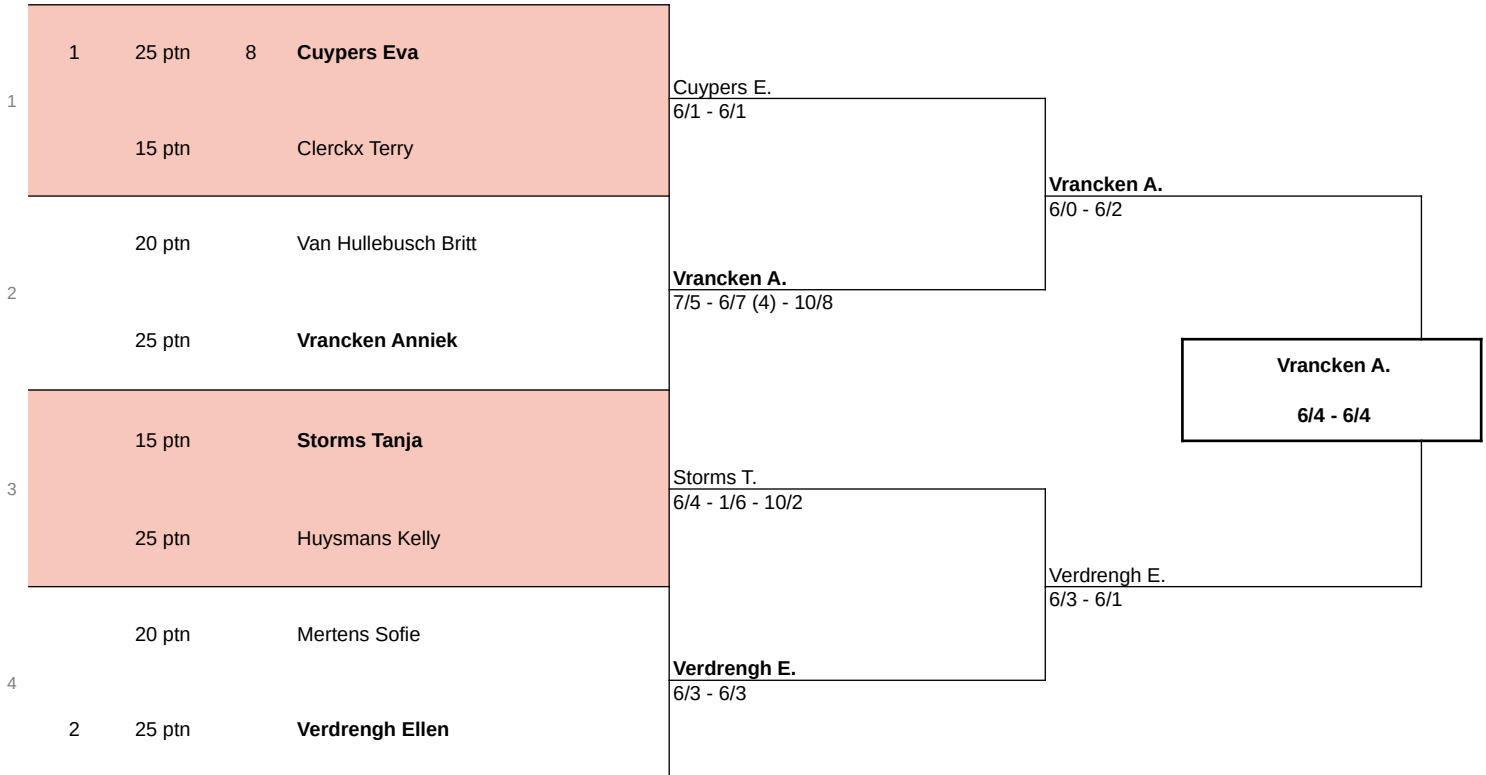 1 25 ptn 8 Cuypers Eva
Cuypers E.
1
6/1 - 6/1
15 ptn Clerckx Terry
Vrancken A.
6/0 - 6/2
20 ptn Van Hullebusch Britt
Vrancken A.
2
7/5 - 6/7 (4) - 10/8
25 ptn Vrancken Anniek
Vrancken A.
6/4 - 6/4
15 ptn Storms Tanja
Storms T.
3
6/4 - 1/6 - 10/2
25 ptn Huysmans Kelly
Verdrengh E.
6/3 - 6/1
20 ptn Mertens Sofie
Verdrengh E.
4
6/3 - 6/3
2 25 ptn Verdrengh Ellen